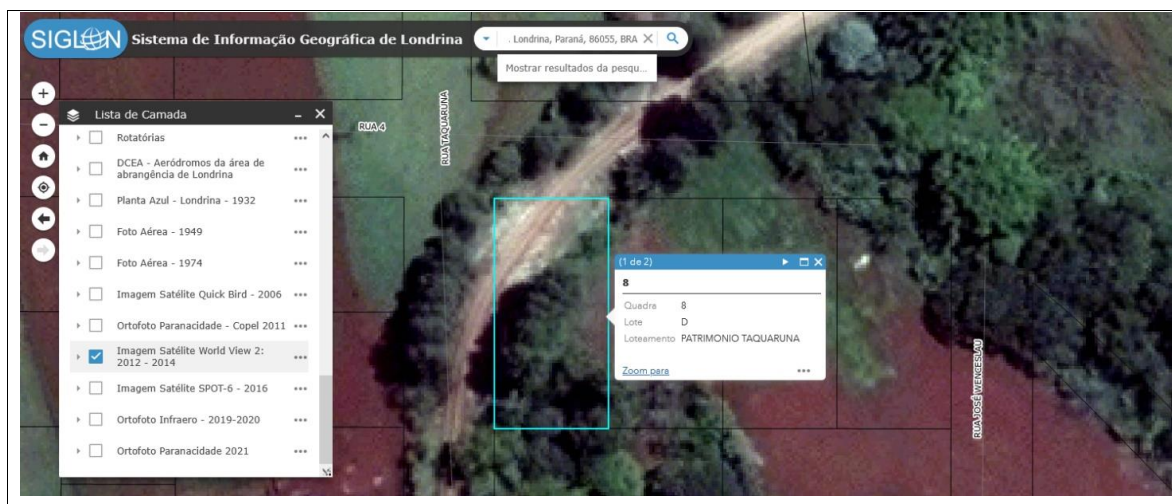 SIGLON Sistema de Informação Geográfica de Londrina
. Londrina, Paraná, 86055, BRA
Mostrar resultados da pesqu...
Lista de Camada
Rotatórias
DCEA - Aeródromos da área de
abrangência de Londrina
Planta Azul - Londrina - 1932
Foto Aérea - 1949
Foto Aérea - 1974
Imagem Satélite Quick Bird - 2006
Ortofoto Paranacidade - Copel 2011
Imagem Satélite World View 2:
2012 - 2014
Imagem Satélite SPOT-6 - 2016
Ortofoto Infraero - 2019-2020
Ortofoto Paranacidade 2021
RUA 4
RUA TAQUARUNA
(1 de 2)
8
Quadra 8
Lote D
Loteamento PATRIMONIO TAQUARUNA
Zoom para
RUA JOSÉ WENCESLAU